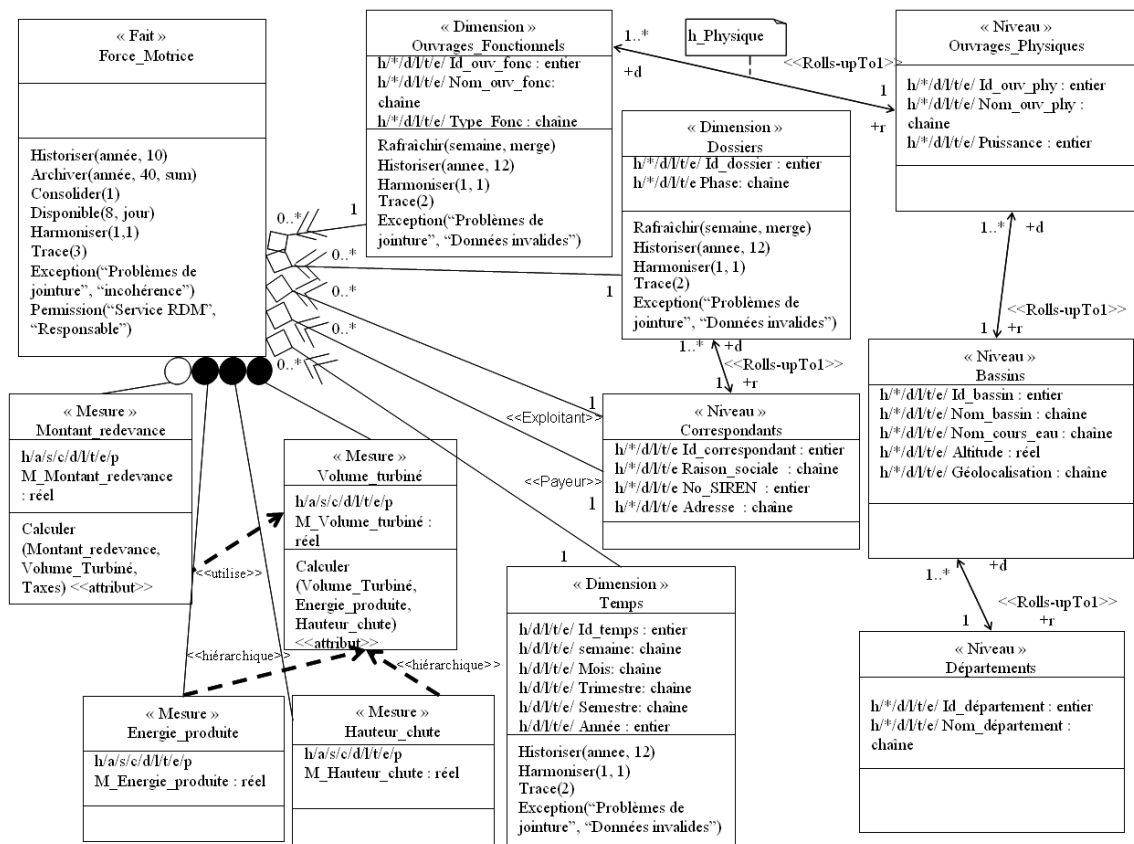 « Fait »
Force_Motrice
Historiser(année, 10)
Archiver(année, 40, sum)
Consolider(1)
Disponible(8, jour)
Harmoniser(1,1)
Trace(3)
Exception(“Problèmes de
jointure”, “incohérence”)
Permission(“Service RDM”,
“Responsable”)
« Dimension »
Ouvrages_Fonctionnels
h/*/d/l/t/e/ Id_ouv_fonc : entier
h/*/d/l/t/e/ Nom_ouv_fonc:
chaîne
h/*/d/l/t/e/ Type_Fonc : chaîne
Rafraîchir(semaine, merge)
Historiser(annee, 12)
Harmoniser(1, 1)
Trace(2)
Exception(“Problèmes de
jointure”, “Données invalides”)
1..*
+d
h_Physique
<<Rolls-upTo1>>
1
+r
« Niveau »
Ouvrages_Physiques
h/*/d/l/t/e/ Id_ouv_phy : entier
h/*/d/l/t/e/ Nom_ouv_phy :
chaîne
h/*/d/l/t/e/ Puissance : entier
« Dimension »
Dossiers
h/*/d/l/t/e/ Id_dossier : entier
h/*/d/l/t/e Phase: chaîne
Rafraîchir(semaine, merge)
Historiser(annee, 12)
Harmoniser(1, 1)
Trace(2)
Exception(“Problèmes de
jointure”, “Données invalides”)
0..*
1
0..*
1
0..*
0..*
0..*
1..*
+d
<<Rolls-upTo1>>
1
+r
1..*
+d
<<Rolls-upTo1>>
1
+r
« Niveau »
Bassins
h/*/d/l/t/e/ Id_bassin : entier
h/*/d/l/t/e/ Nom_bassin : chaîne
h/*/d/l/t/e/ Nom_cours_eau : chaîne
h/*/d/l/t/e/ Altitude : réel
h/*/d/l/t/e/ Géolocalisation : chaîne
« Mesure »
Montant_redevance
h/a/s/c/d/l/t/e/p
M_Montant_redevance
: réel
Calculer
(Montant_redevance,
Volume_Turbiné,
Taxes) <<attribut>>
<<utilise>>
« Mesure »
Volume_turbiné
h/a/s/c/d/l/t/e/p
M_Volume_turbiné :
réel
Calculer
(Volume_Turbiné,
Energie_produite,
Hauteur_chute)
<<attribut>>
1
<<Exploitant>>
<<Payeur>>
1
« Niveau »
Correspondants
h/*/d/l/t/e Id_correspondant : entier
h/*/d/l/t/e Raison_sociale : chaîne
h/*/d/l/t/e No_SIREN : entier
h/*/d/l/t/e Adresse : chaîne
1
« Dimension »
Temps
h/d/l/t/e/ Id_temps : entier
h/d/l/t/e/ semaine: chaîne
h/d/l/t/e/ Mois: chaîne
h/d/l/t/e/ Trimestre: chaîne
h/d/l/t/e/ Semestre: chaîne
h/d/l/t/e/ Année : entier
Historiser(annee, 12)
Harmoniser(1, 1)
Trace(2)
Exception(“Problèmes de
jointure”, “Données invalides”)
1..*
+d
<<Rolls-upTo1>>
1
+r
« Niveau »
Départements
h/*/d/l/t/e/ Id_département : entier
h/*/d/l/t/e/ Nom_département :
chaîne
<<hiérarchique>>
<<hiérarchique>>
« Mesure »
Energie_produite
h/a/s/c/d/l/t/e/p
M_Energie_produite : réel
« Mesure »
Hauteur_chute
h/a/s/c/d/l/t/e/p
M_Hauteur_chute : réel